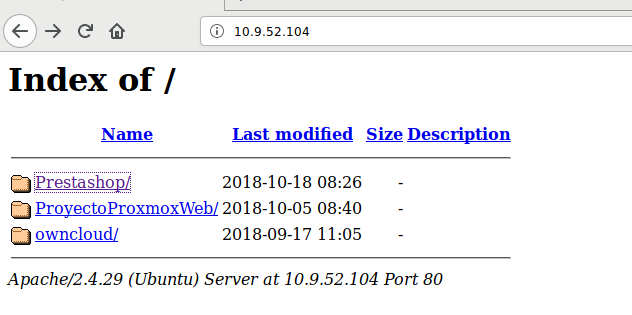 10.9.52.104
Index of /
Name Last modified Size Description
Prestashop/ 2018-10-18 08:26 -
ProyectoProxmoxWeb/ 2018-10-05 08:40 -
owncloud/ 2018-09-17 11:05 -
Apache/2.4.29 (Ubuntu) Server at 10.9.52.104 Port 80